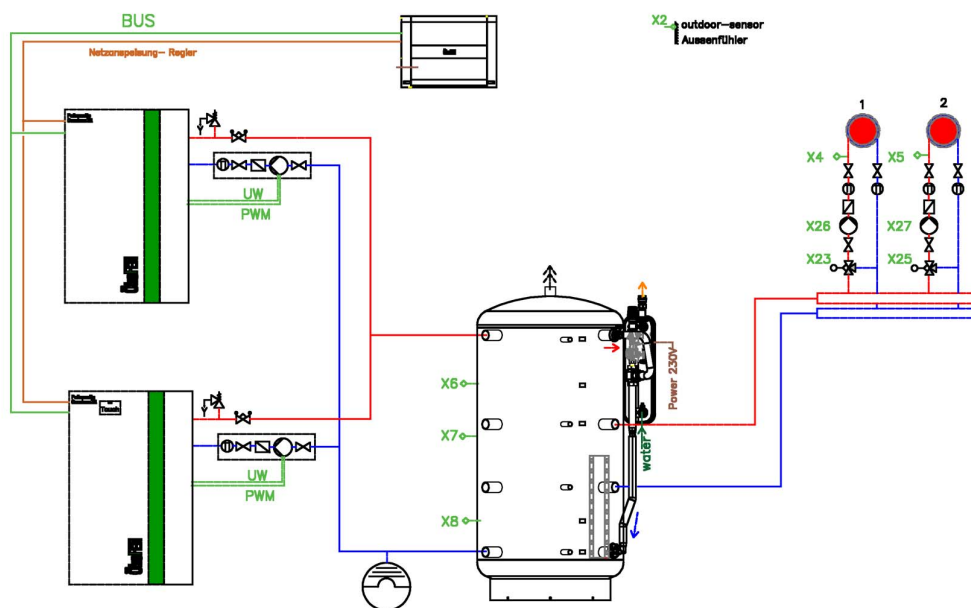 BUS
Netzanspeisung- Regler
X2
outdoor-sensor
Aussenfühler
1
2
X4
X5
UW
PWM
X26
X27
X23
X25
X6
Power 230V
Touch
X7
water
UW
PWM
X8